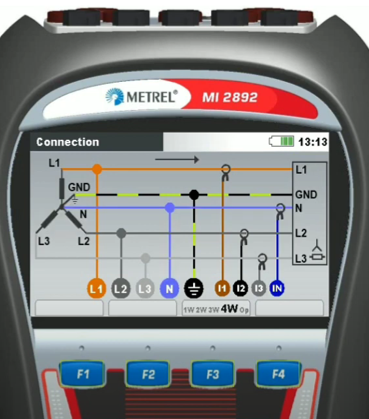 METREL® MI 2892
Connection 13:13
L1 L1
GND GND
N N
L3 L2 L2
L3
L1 L2 L3 N I1 I2 I3 IN
1W 2W 3W 4W Op
F1 F2 F3 F4